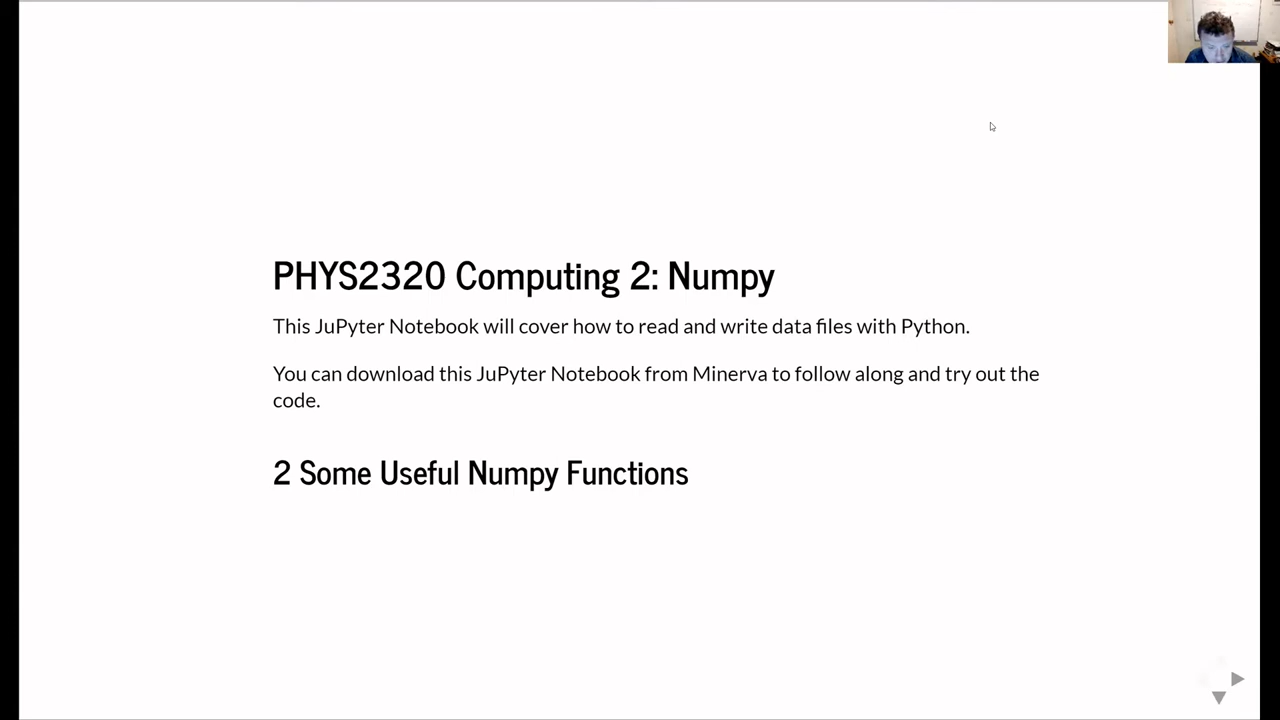 PHYS2320 Computing 2: Numpy
This JuPyter Notebook will cover how to read and write data files with Python.
You can download this JuPyter Notebook from Minerva to follow along and try out the
code.
2 Some Useful Numpy Functions